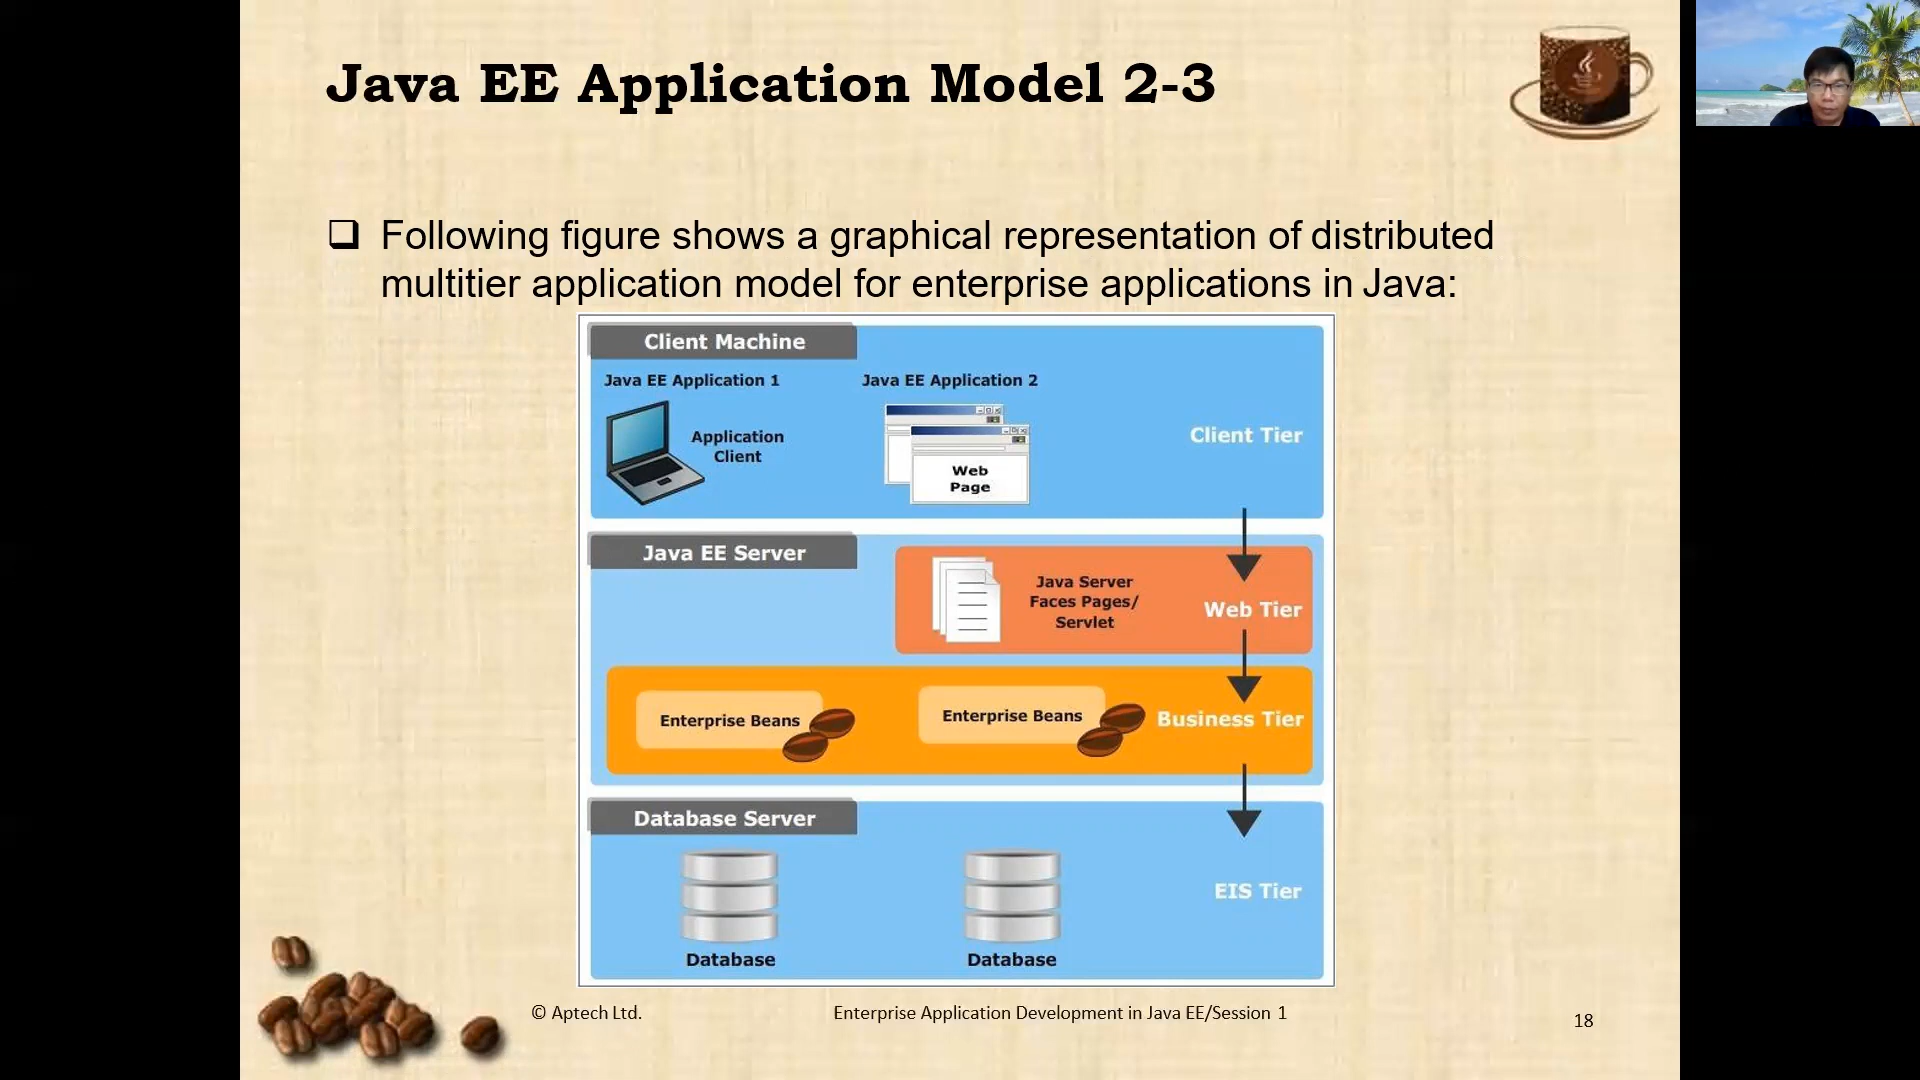 Java EE Application Model 2-3
Following figure shows a graphical representation of distributed
multitier application model for enterprise applications in Java:
Client Machine
Java EE Application 1
Java EE Application 2
Application
Client
Web
Page
Client Tier
Java EE Server
Java Server
Faces Pages/
Servlet
Web Tier
Enterprise Beans
Enterprise Beans
Business Tier
Database Server
EIS Tier
Database
Database
© Aptech Ltd.
Enterprise Application Development in Java EE/Session 1
18